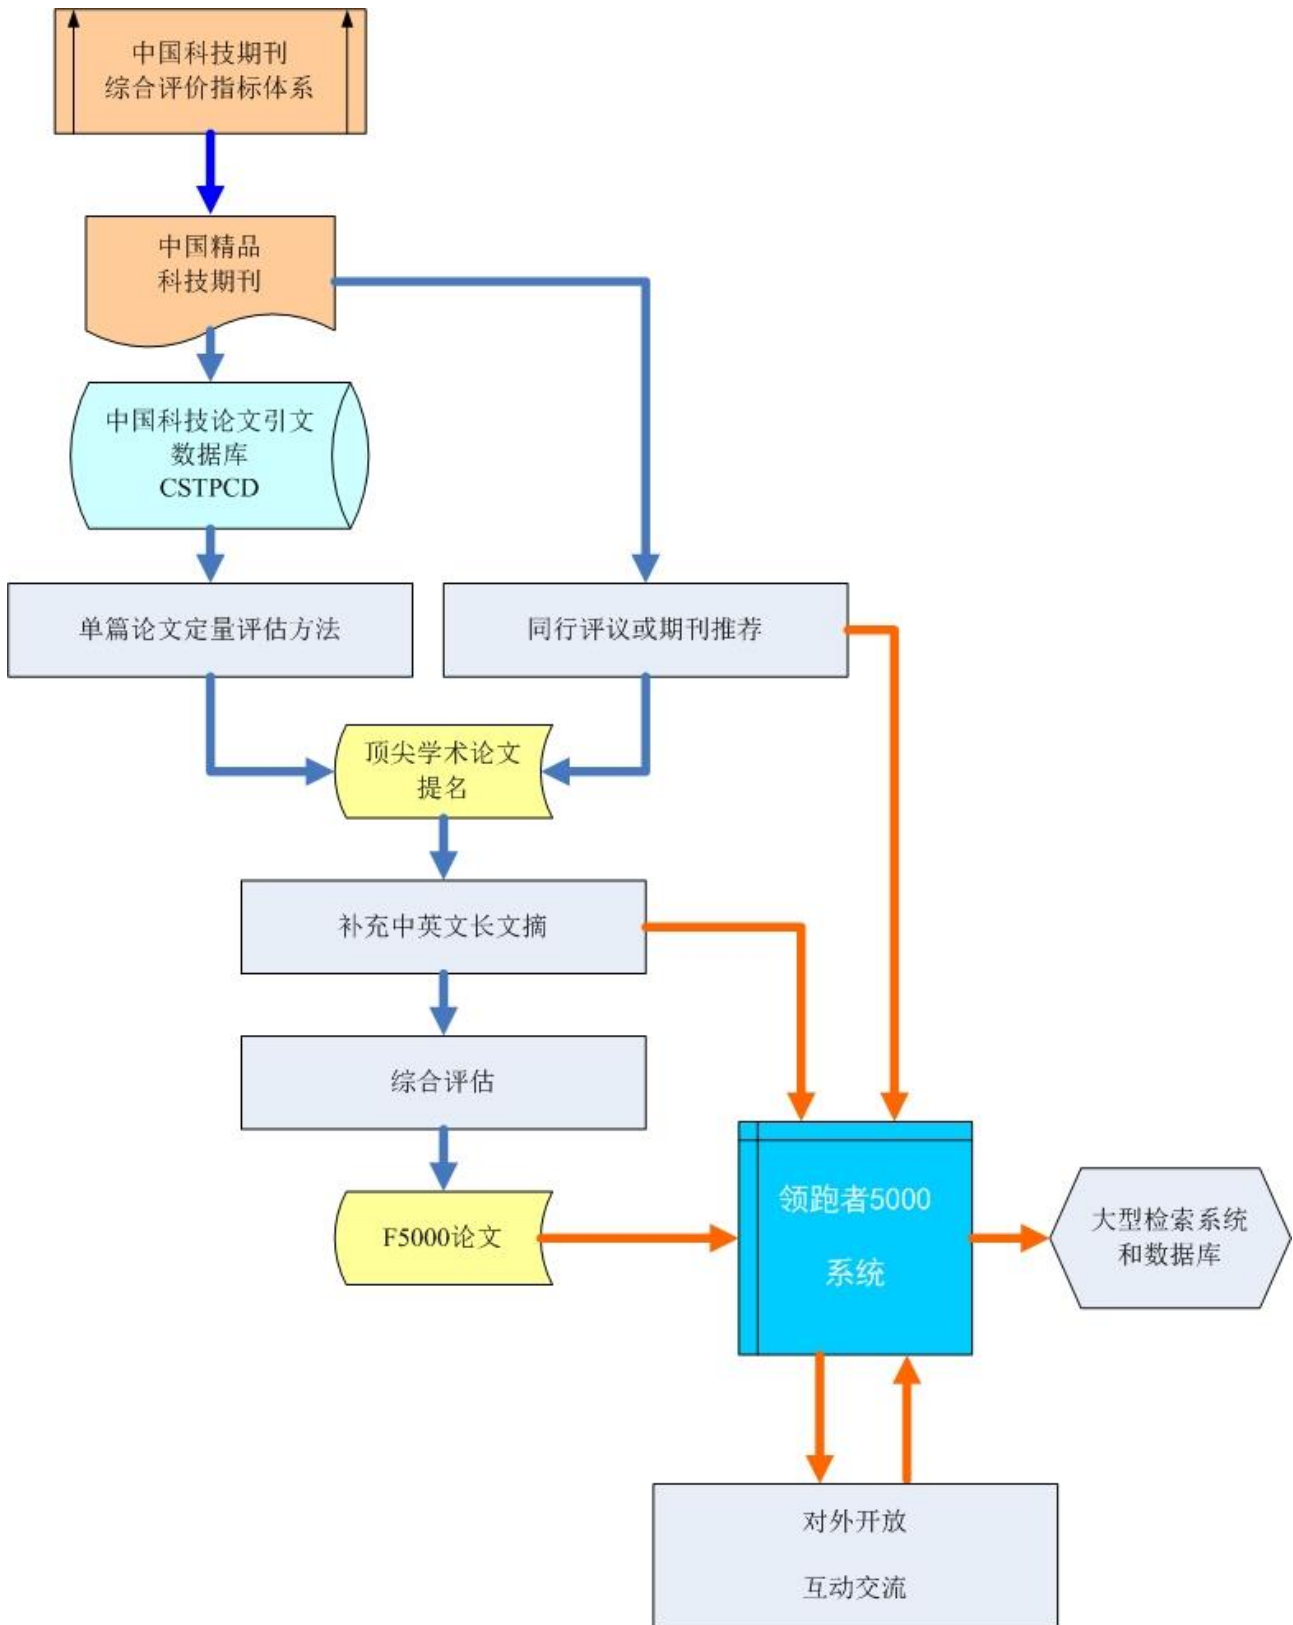 中国科技期刊
综合评价指标体系
中国精品
科技期刊
中国科技论文引文
数据库
CSTPCD
单篇论文定量评估方法
同行评议或期刊推荐
顶尖学术论文
提名
补充中英文长文摘
综合评估
F5000论文
领跑者5000
系统
大型检索系统
和数据库
对外开放
互动交流